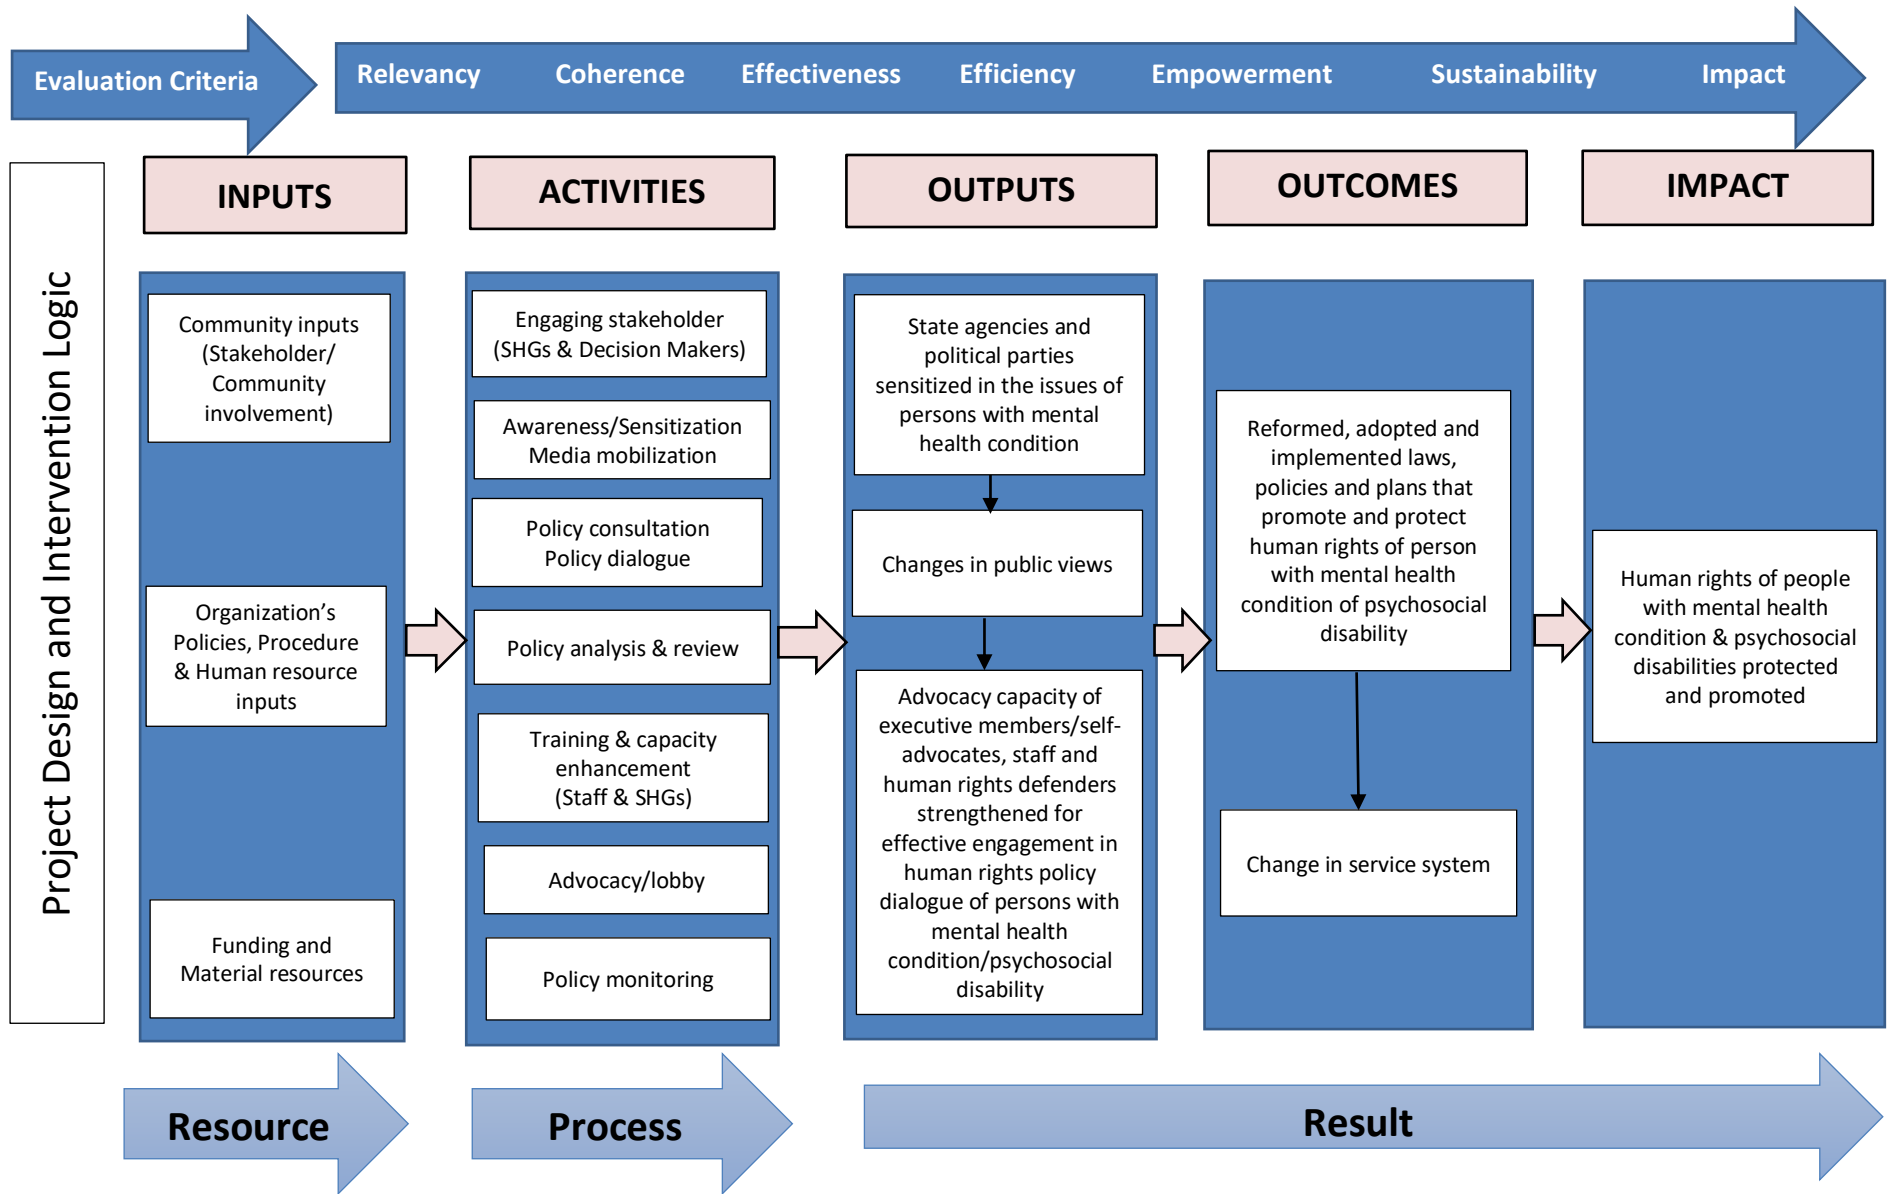 Evaluation Criteria
Relevancy Coherence Effectiveness Efficiency Empowerment Sustainability Impact
Project Design and Intervention Logic
INPUTS
Community inputs
(Stakeholder/
Community
involvement)
Organization’s
Policies, Procedure
& Human resource
inputs
Funding and
Material resources
ACTIVITIES
Engaging stakeholder
(SHGs & Decision Makers)
Awareness/Sensitization
Media mobilization
Policy consultation
Policy dialogue
Policy analysis & review
Training & capacity
enhancement
(Staff & SHGs)
Advocacy/lobby
Policy monitoring
OUTPUTS
State agencies and
political parties
sensitized in the issues of
persons with mental
health condition
Changes in public views
Advocacy capacity of
executive members/self-
advocates, staff and
human rights defenders
strengthened for
effective engagement in
human rights policy
dialogue of persons with
mental health
condition/psychosocial
disability
OUTCOMES
Reformed, adopted and
implemented laws,
policies and plans that
promote and protect
human rights of person
with mental health
condition of psychosocial
disability
Change in service system
IMPACT
Human rights of people
with mental health
condition & psychosocial
disabilities protected
and promoted
Resource
Process
Result